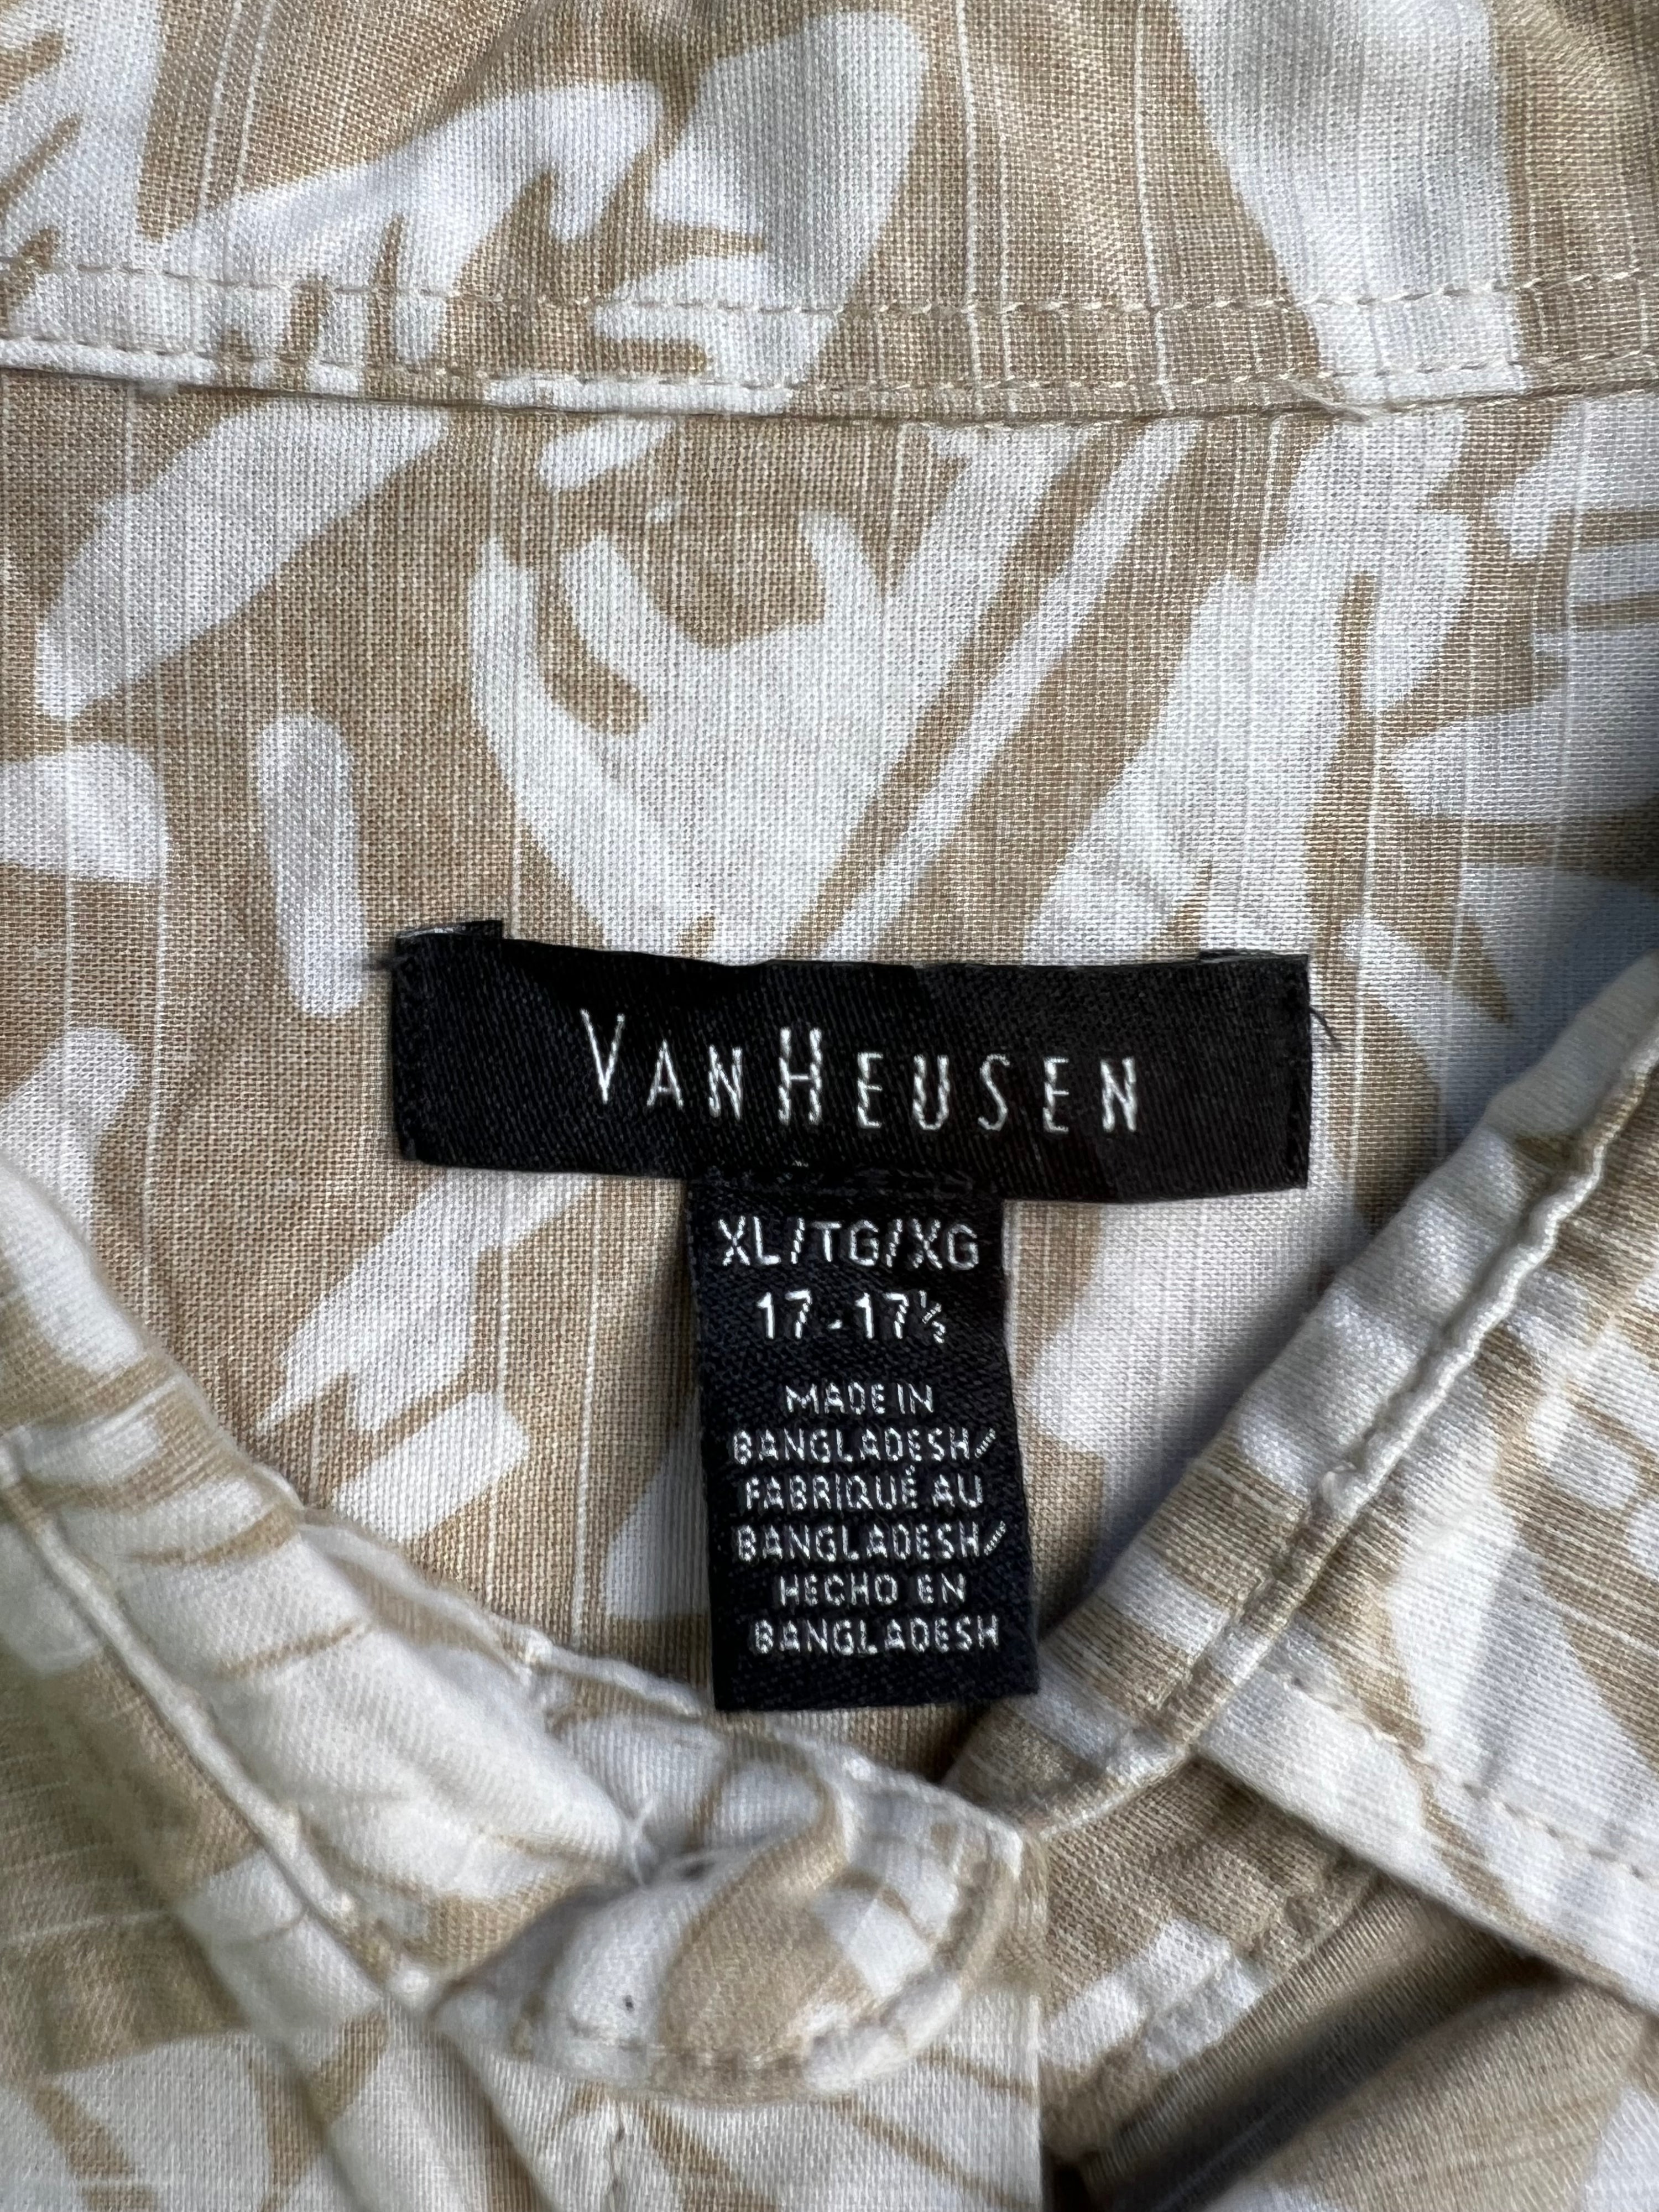 VANHEUSEN
XL/TG/XG
17-17½
MADE IN
BANGLADESH/
FABRIQUÉ AU
BANGLADESH/
HECHO EN
BANGLADESH